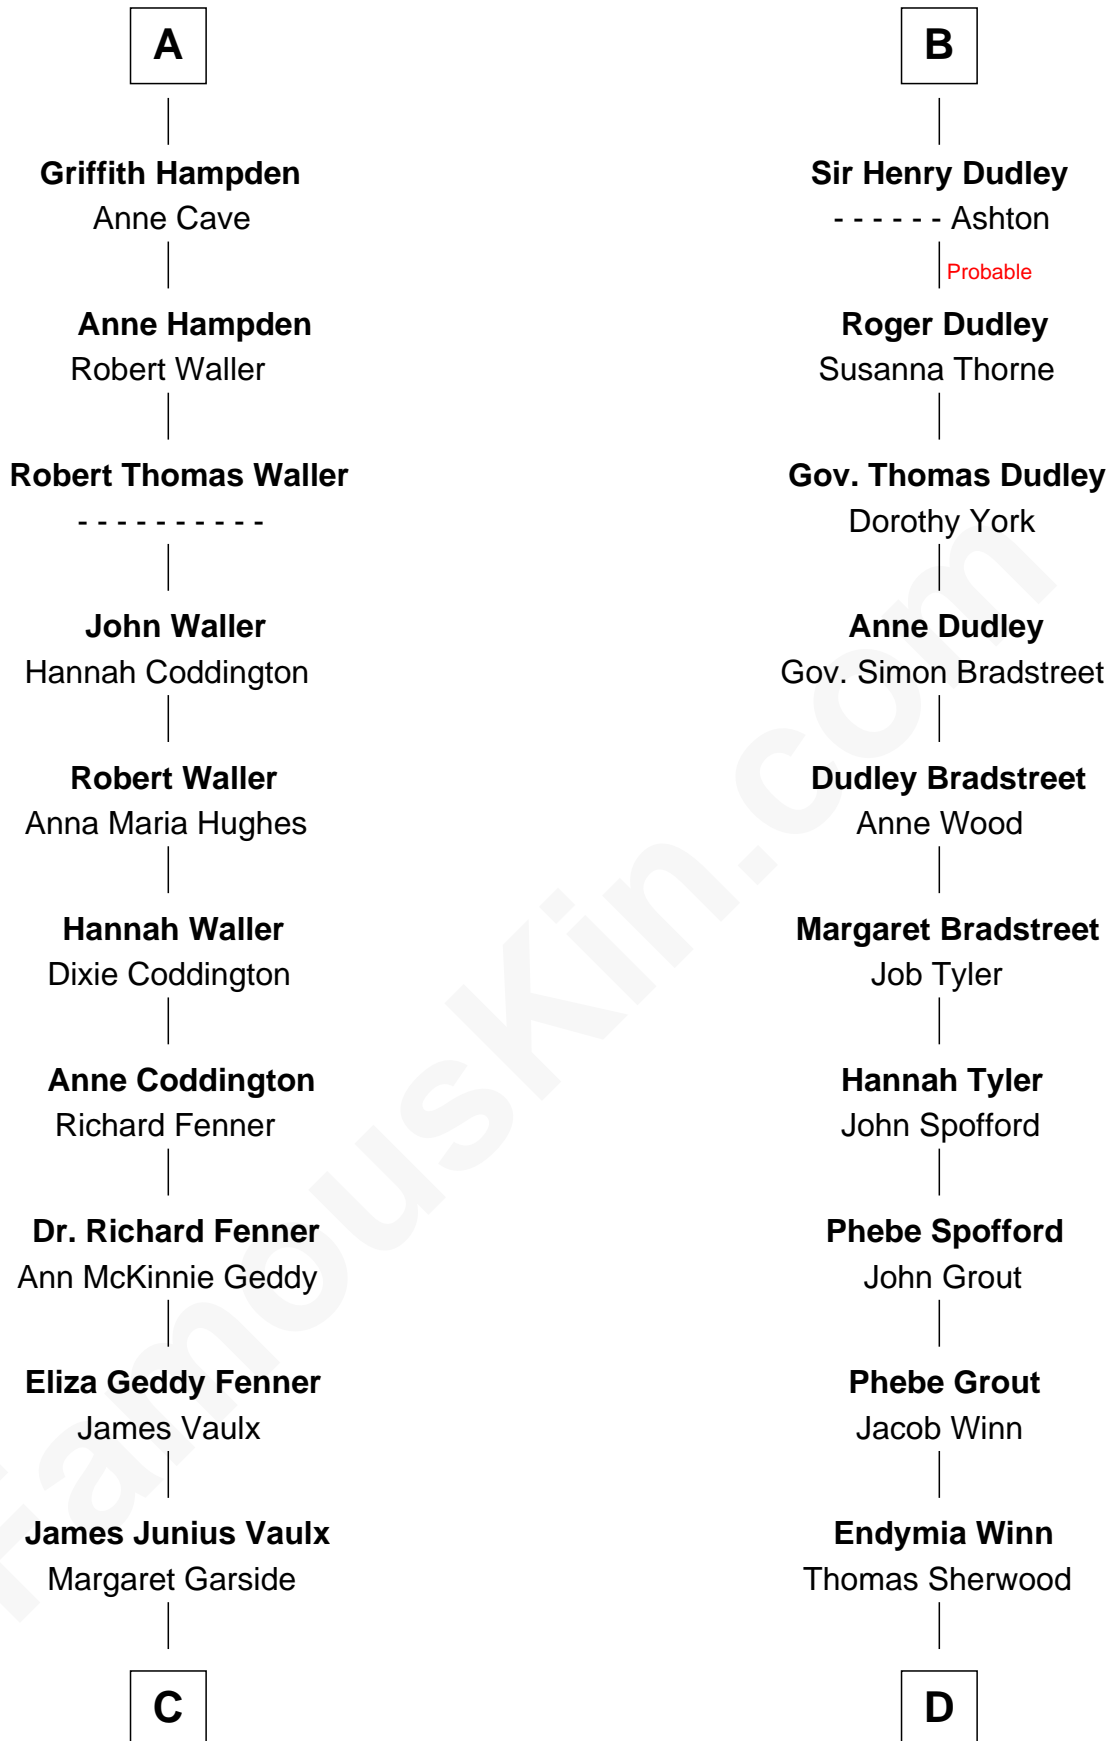 A
Griffith Hampden
Anne Cave
Anne Hampden
Robert Waller
Robert Thomas Waller
- - - - - - - - - -
John Waller
Hannah Coddington
Robert Waller
Anna Maria Hughes
Hannah Waller
Dixie Coddington
Anne Coddington
Richard Fenner
Dr. Richard Fenner
Ann McKinnie Geddy
Eliza Geddy Fenner
James Vaulx
James Junius Vaulx
Margaret Garside
C
B
Sir Henry Dudley
- - - - - - Ashton
Probable
Roger Dudley
Susanna Thorne
Gov. Thomas Dudley
Dorothy York
Anne Dudley
Gov. Simon Bradstreet
Dudley Bradstreet
Anne Wood
Margaret Bradstreet
Job Tyler
Hannah Tyler
John Spofford
Phebe Spofford
John Grout
Phebe Grout
Jacob Winn
Endymia Winn
Thomas Sherwood
D
FamousKin.com